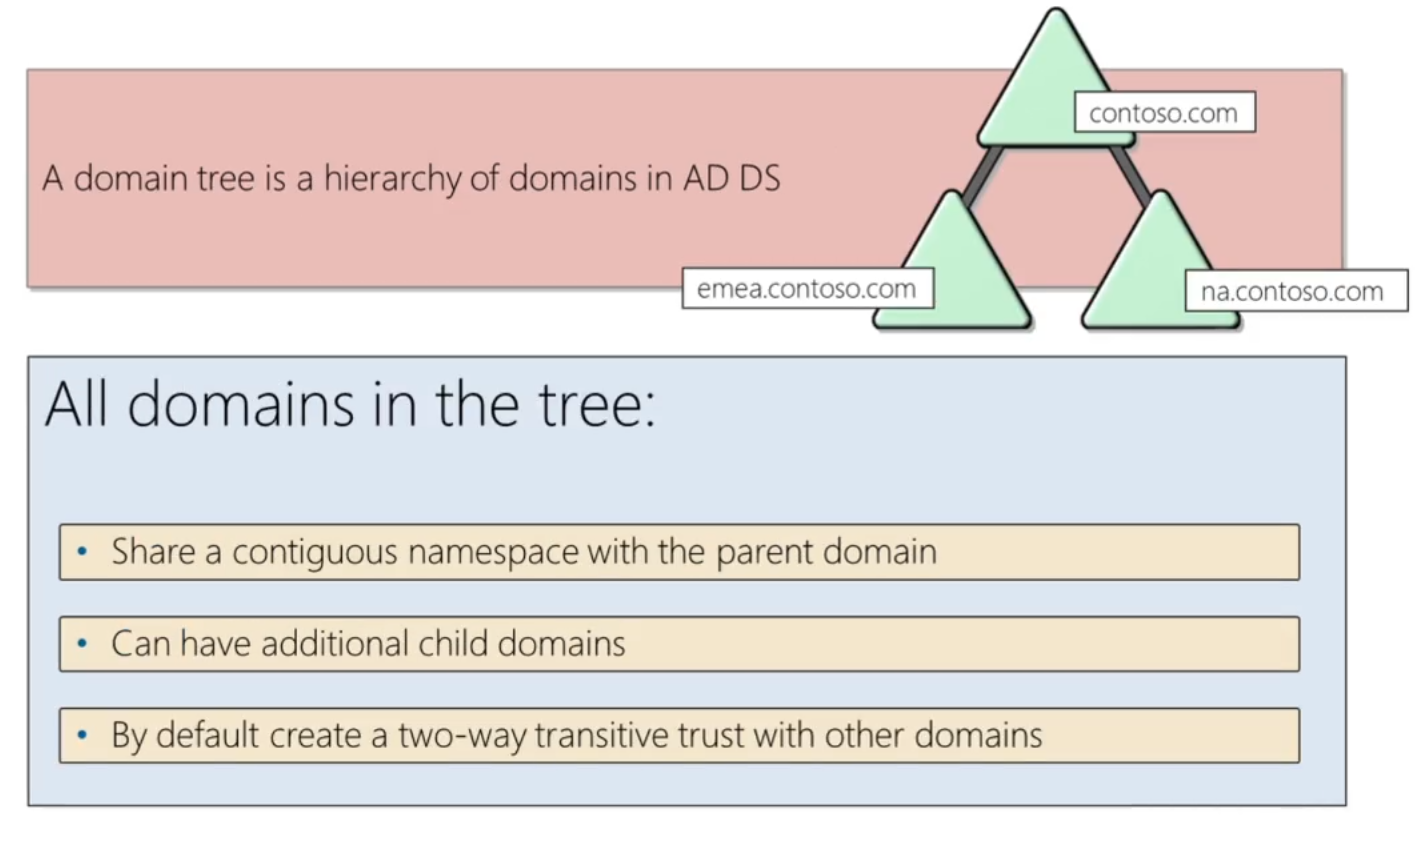 A domain tree is a hierarchy of domains in AD DS
contoso.com
emea.contoso.com
na.contoso.com
All domains in the tree:
• Share a contiguous namespace with the parent domain
• Can have additional child domains
• By default create a two-way transitive trust with other domains